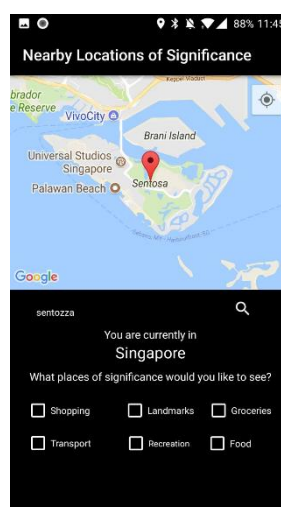 88% 11:45
Nearby Locations of Significance
Keppel
brador
e Reserve
VivoCity
Brani Island
Universal Studios
Singapore
Palawan Beach
Sentosa
Google
sentozza
You are currently in
Singapore
What places of significance would you like to see?
Shopping
Landmarks
Groceries
Transport
Recreation
Food